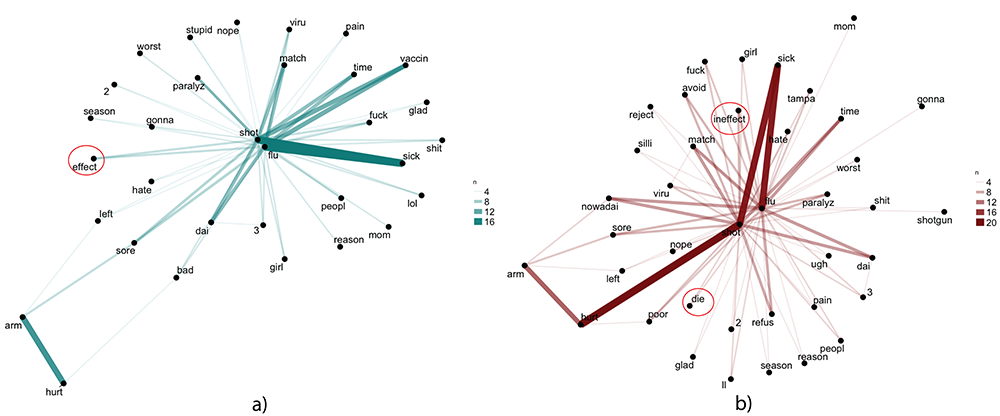 nope
viru
stupid
pain
worst
match
time
vaccin
2
paralyz
season
gonna
glad
fuck
shot
shit
flu
effect
sick
hate
lol
peopl
left
dai
3
mom
sore
reason
bad
girl
arm
hurt
n
4
8
12
16
a)
mom
girl
sick
fuck
avoid
tampa
gonna
reject
ineffect
time
match
hate
silli
worst
viru
flu
paralyz
shit
nowadai
shotgun
sore
shot
nope
ugh
dai
arm
left
die
3
pain
hurt
poor
2
refus
peopl
glad
reason
season
ll
n
4
8
12
16
20
b)